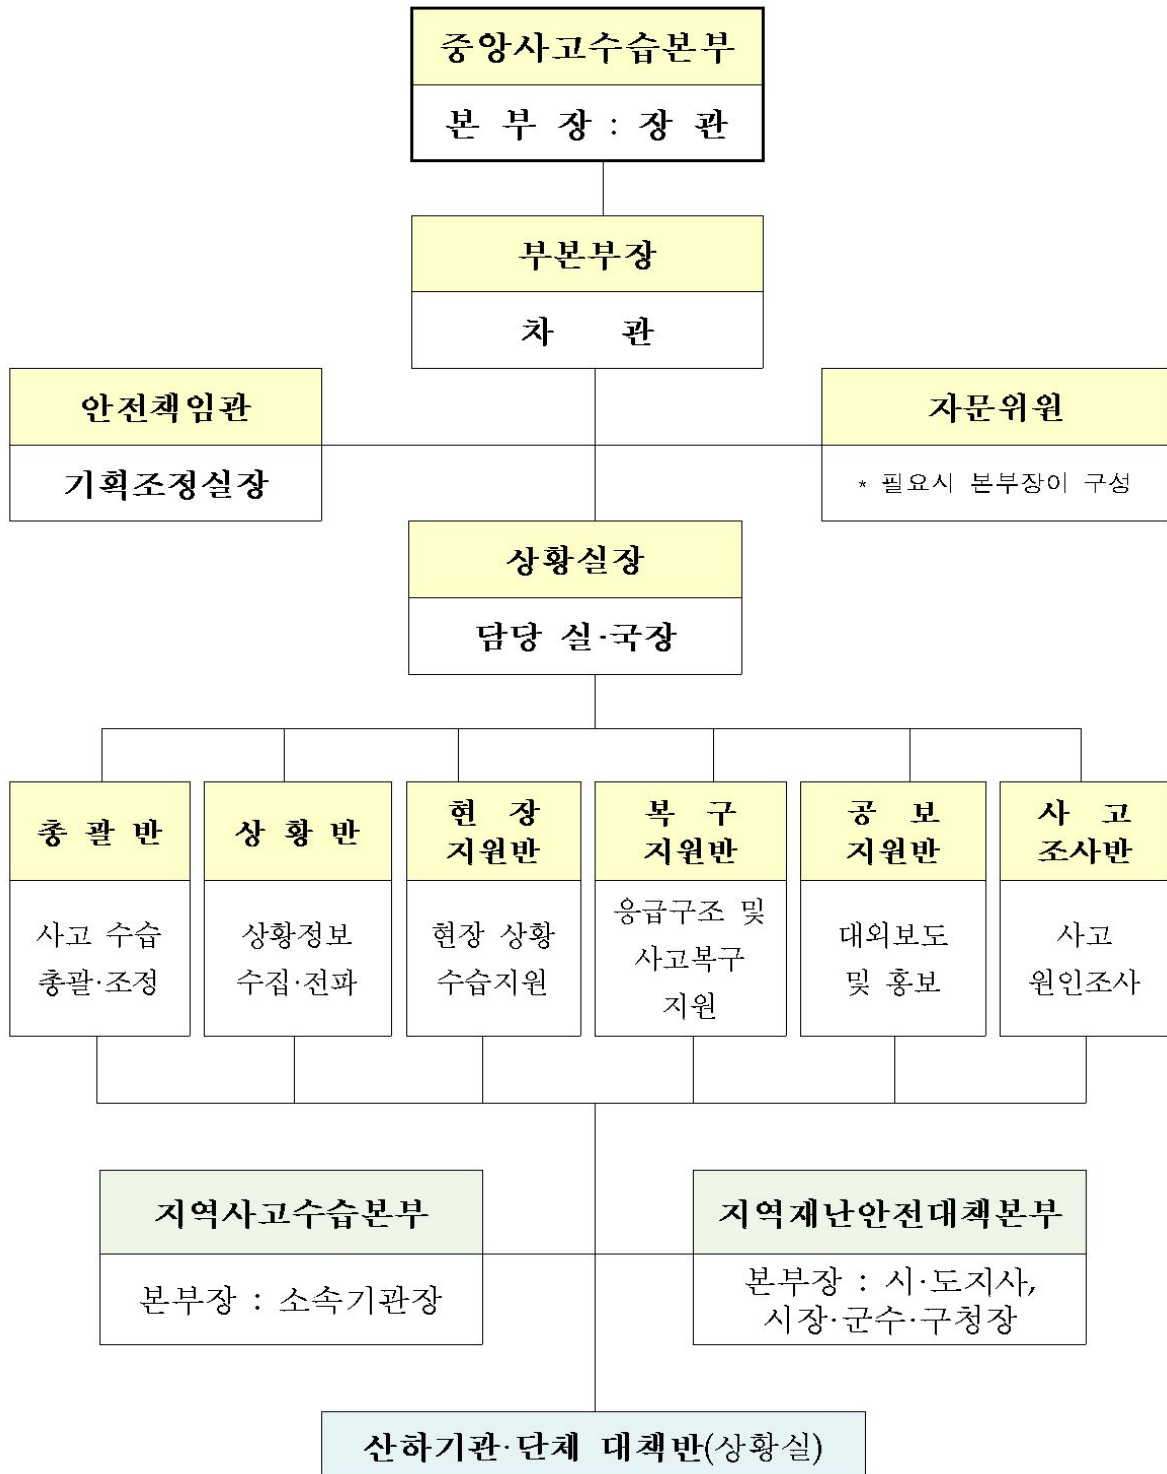 중앙사고수습본부
본 부 장 : 장 관
부본부장
차 관
안전책임관
기획조정실장
자문위원
* 필요시 본부장이 구성
상황실장
담당 실·국장
총 괄 반
사고 수습
총괄·조정
상 황 반
상황정보
수집·전파
현 장
지원반
현장 상황
수습지원
복 구
지원반
응급구조 및
사고복구
지원
공 보
지원반
대외보도
및 홍보
사 고
조사반
사고
원인조사
지역사고수습본부
본부장 : 소속기관장
지역재난안전대책본부
본부장 : 시·도지사,
시장·군수·구청장
산하기관·단체 대책반(상황실)